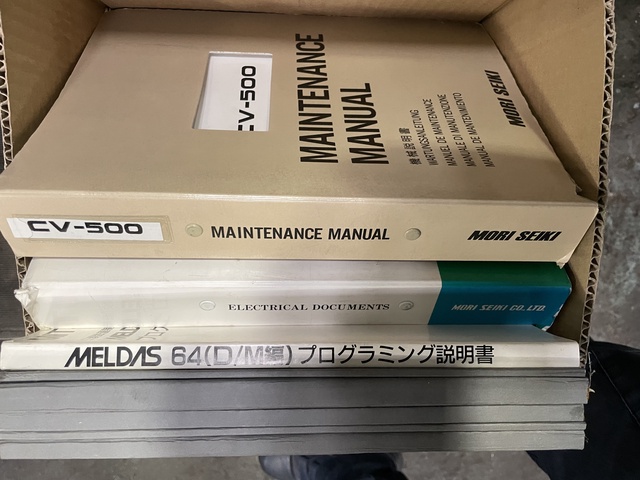 CV-500
MAINTENANCE
MANUAL
機械説明書
WARTUNGSANLEITUNG
MANUEL DE MAINTENANCE
MANUALE DI MANUTENZIONE
MANUAL DE MANTENIMIENTO
MORI SEIKI
CV-500 MAINTENANCE MANUAL MORI SEIKI
ELECTRICAL DOCUMENTS MORI SEIKI CO.,LTD.
MELDAS 64(D/M編)プログラミング説明書